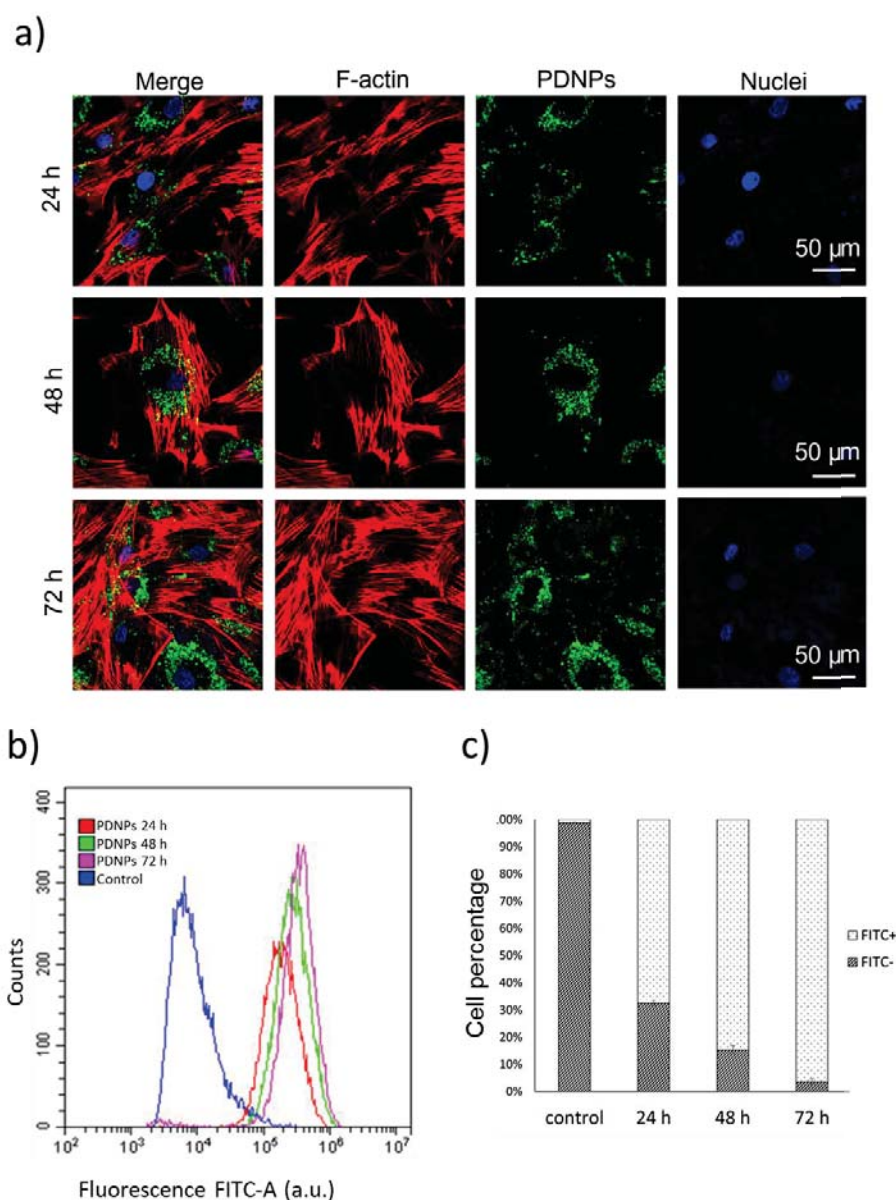 a)
Merge F-actin PDNPs Nuclei
24 h
50 µm
48 h
50 µm
72 h
50 µm
b)
400
300
200
100
0
Counts
PDNPs 24 h
PDNPs 48 h
PDNPs 72 h
Control
10² 10³ 10⁴ 10⁵ 10⁶ 10⁷
Fluorescence FITC-A (a.u.)
c)
.00%
90%
80%
70%
60%
50%
40%
30%
20%
10%
0%
Cell percentage
FITC+
FITC-
control 24 h 48 h 72 h